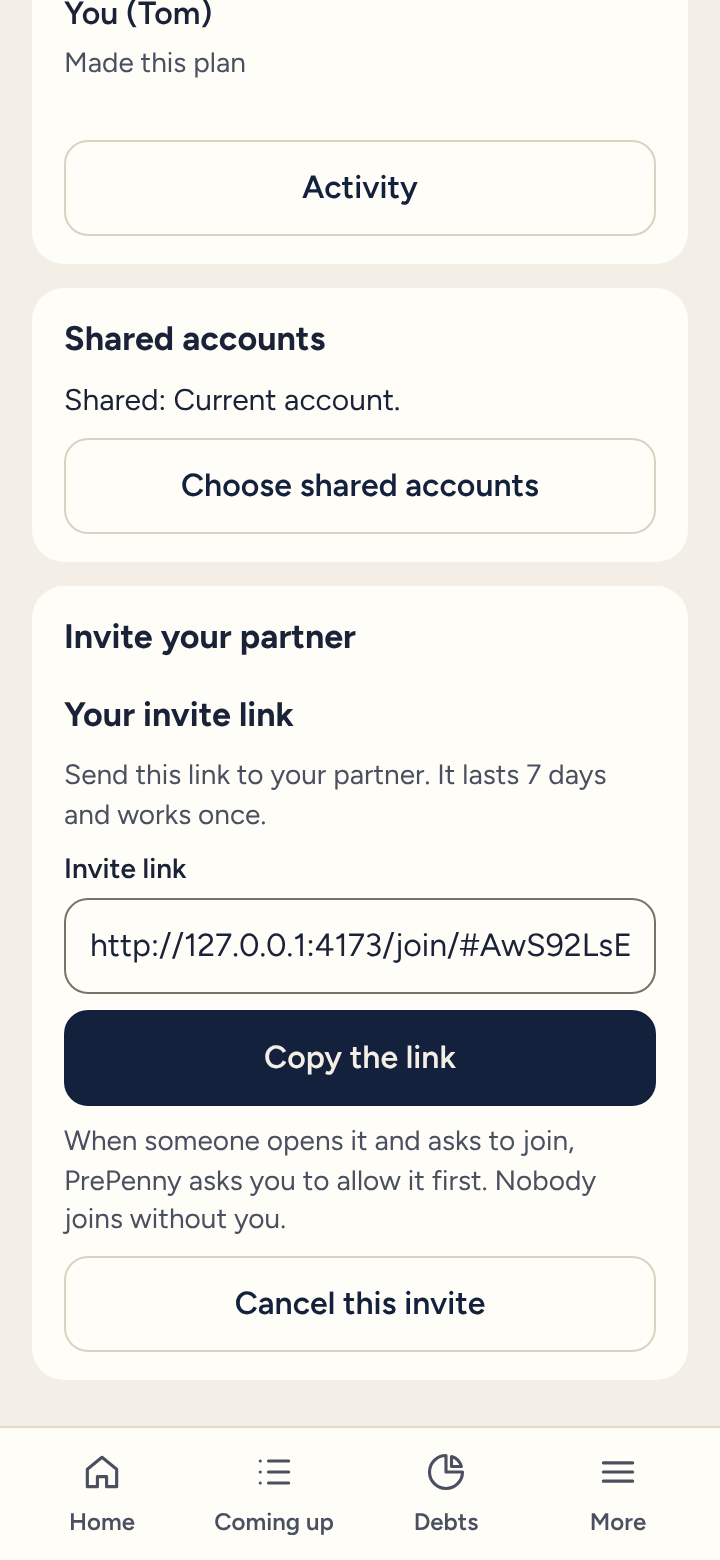 You (Tom)
Made this plan
Activity
Shared accounts
Shared: Current account.
Choose shared accounts
Invite your partner
Your invite link
Send this link to your partner. It lasts 7 days
and works once.
Invite link
http://127.0.0.1:4173/join/#AwS92LsE
Copy the link
When someone opens it and asks to join,
PrePenny asks you to allow it first. Nobody
joins without you.
Cancel this invite
Home
Coming up
Debts
More